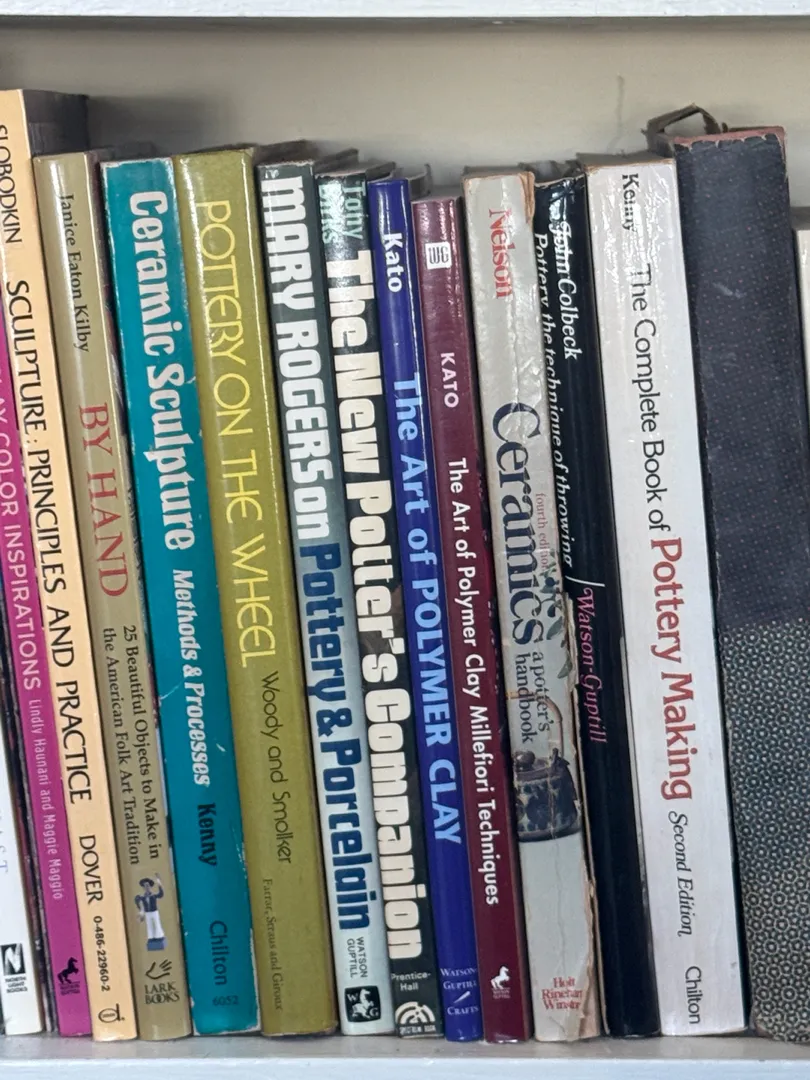 NORTH LIGHT BOOKS
COLOR INSPIRATIONS Lindly Haunani and Maggie Maggio
SLOBODKIN SCULPTURE: PRINCIPLES AND PRACTICE DOVER 0-486-22960-2
Janice Eaton Kilby BY HAND
25 Beautiful Objects to Make in
the American Folk Art Tradition
LARK
BOOKS
Ceramic Sculpture Methods & Processes Kenny Chilton
6052
POTTERY ON THE WHEEL Woody and Smolker Farrar, Straus and Giroux
MARY ROGERS on Pottery & Porcelain
WATSON
GUPTILL
Tony
The New Potter's Companion
Prentice-
Hall
SPECTRUM BOOK
Kato The Art of POLYMER CLAY
WATSON-
GUPTILL
CRAFTS
KATO The Art of Polymer Clay Millefiori Techniques
Nelson Ceramics
fourth edition
a potter's
handbook
Holt
Rinehart
Winston
John Colbeck
Pottery the technique of throwing
Watson-Guptill
Kenny The Complete Book of Pottery Making Second Edition Chilton